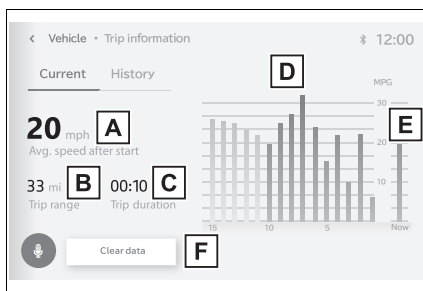 < Vehicle • Trip information 12:00
Current History
D
MPG
30
20 mph A
Avg. speed after start
E
20
33 mi B 00:10 C
Trip range Trip duration
10
15 10 5 Now
Clear data F